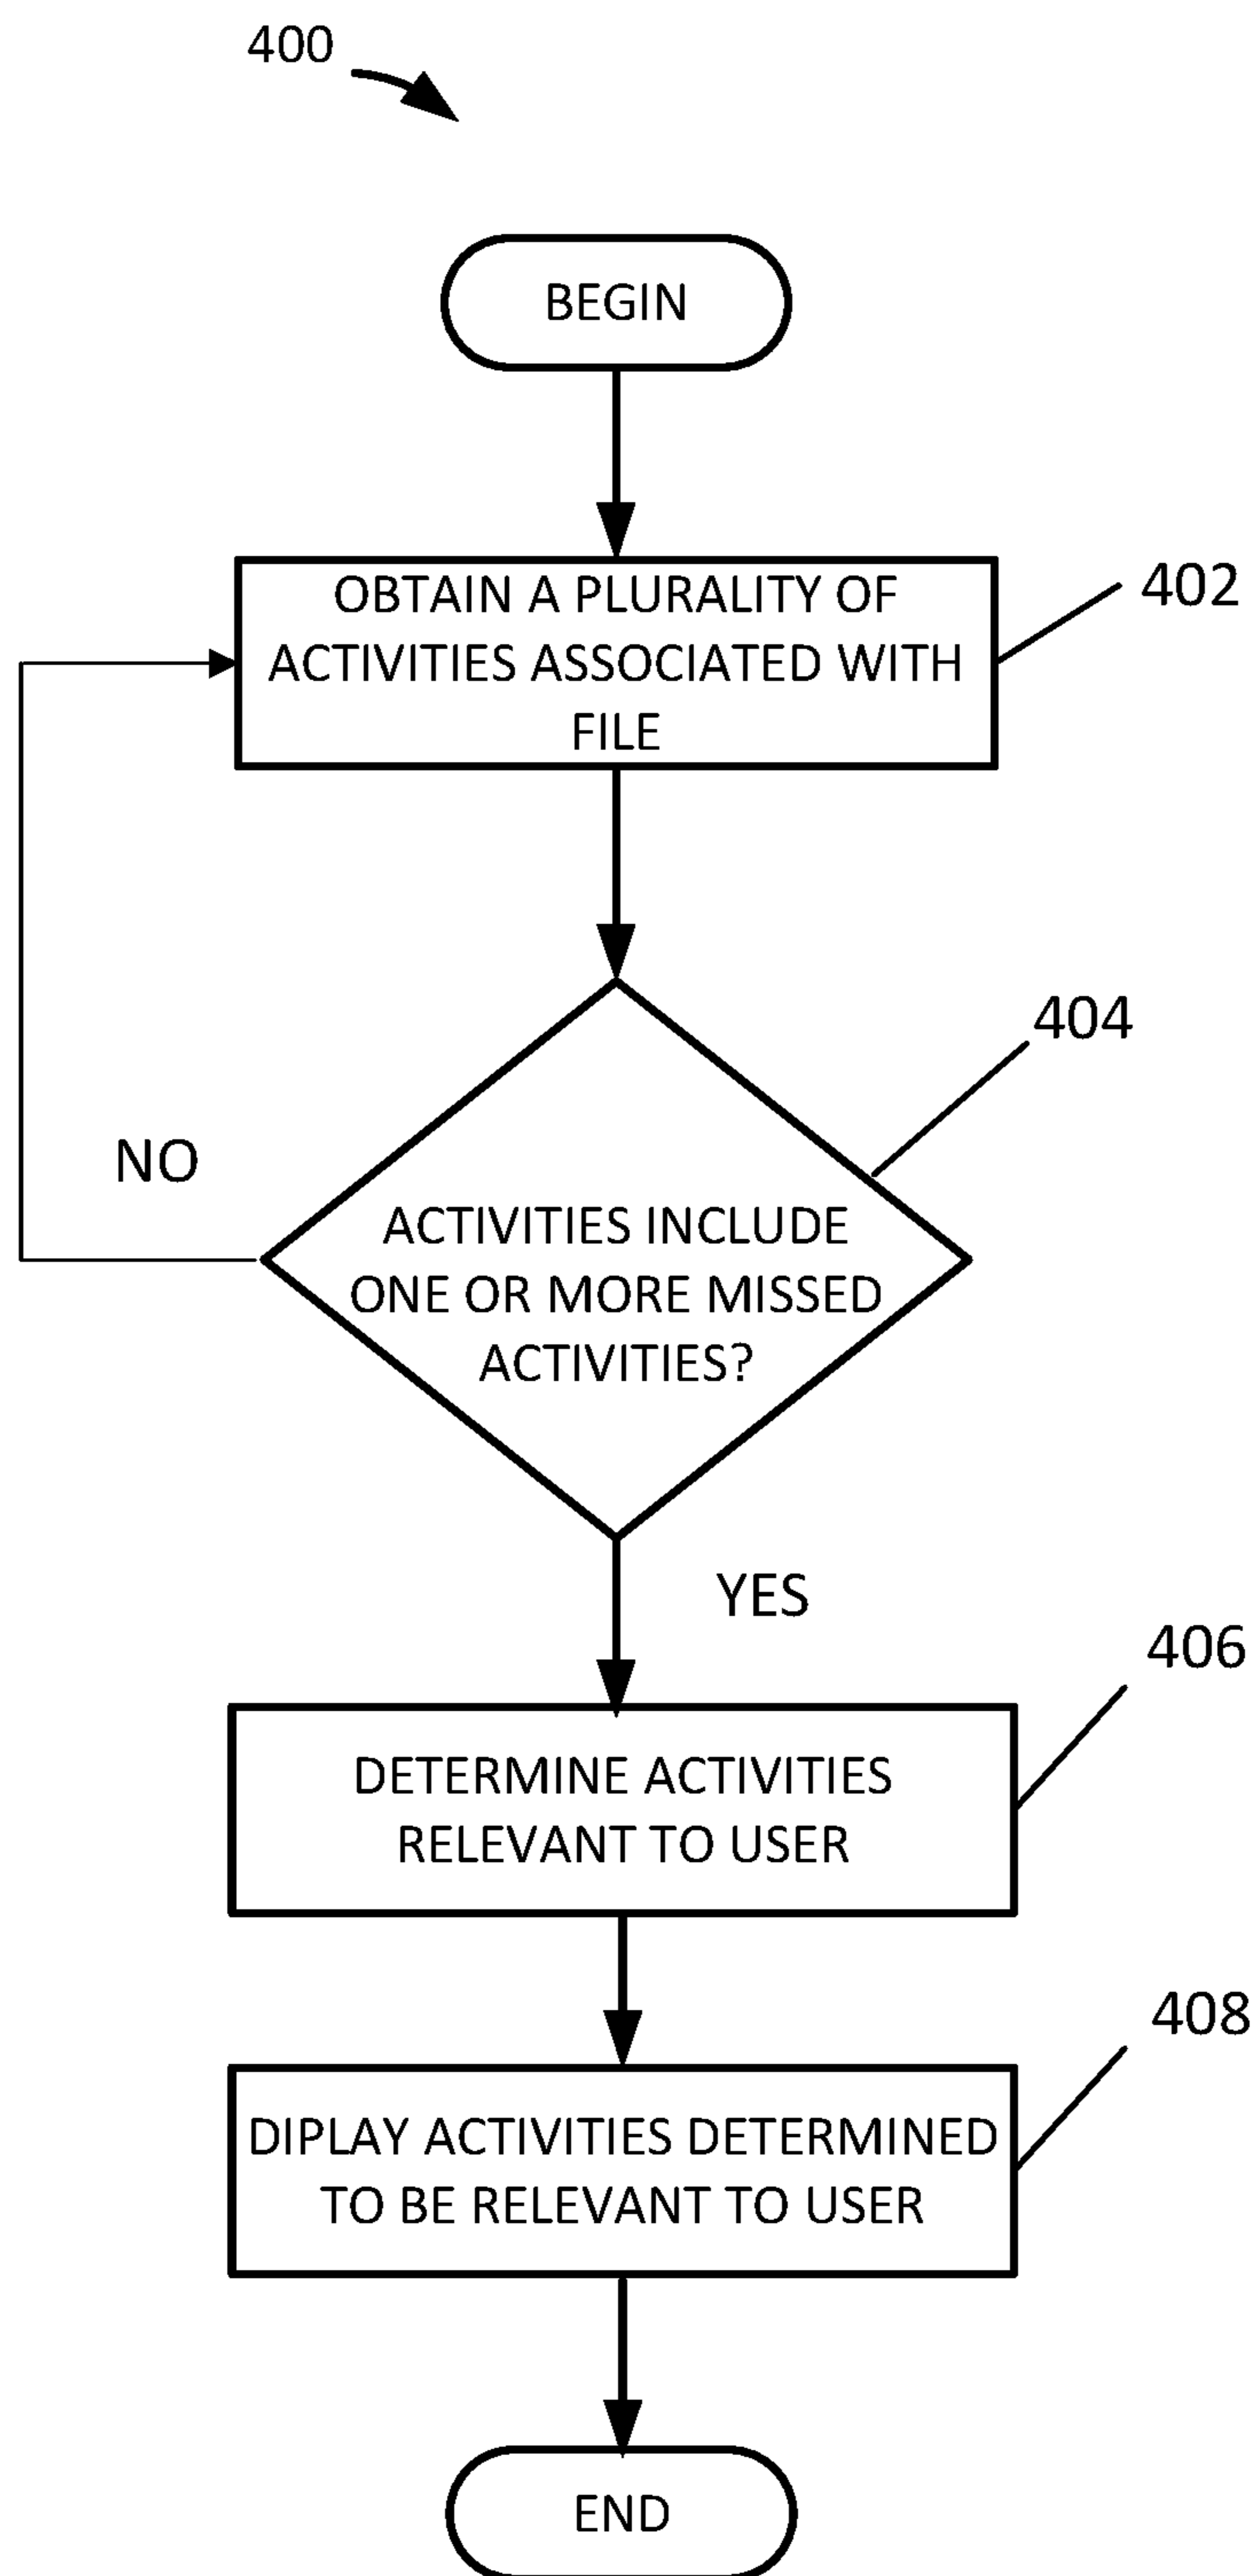 400
BEGIN
OBTAIN A PLURALITY OF
ACTIVITIES ASSOCIATED WITH
FILE
402
404
NO
ACTIVITIES INCLUDE
ONE OR MORE MISSED
ACTIVITIES?
YES
406
DETERMINE ACTIVITIES
RELEVANT TO USER
408
DIPLAY ACTIVITIES DETERMINED
TO BE RELEVANT TO USER
END